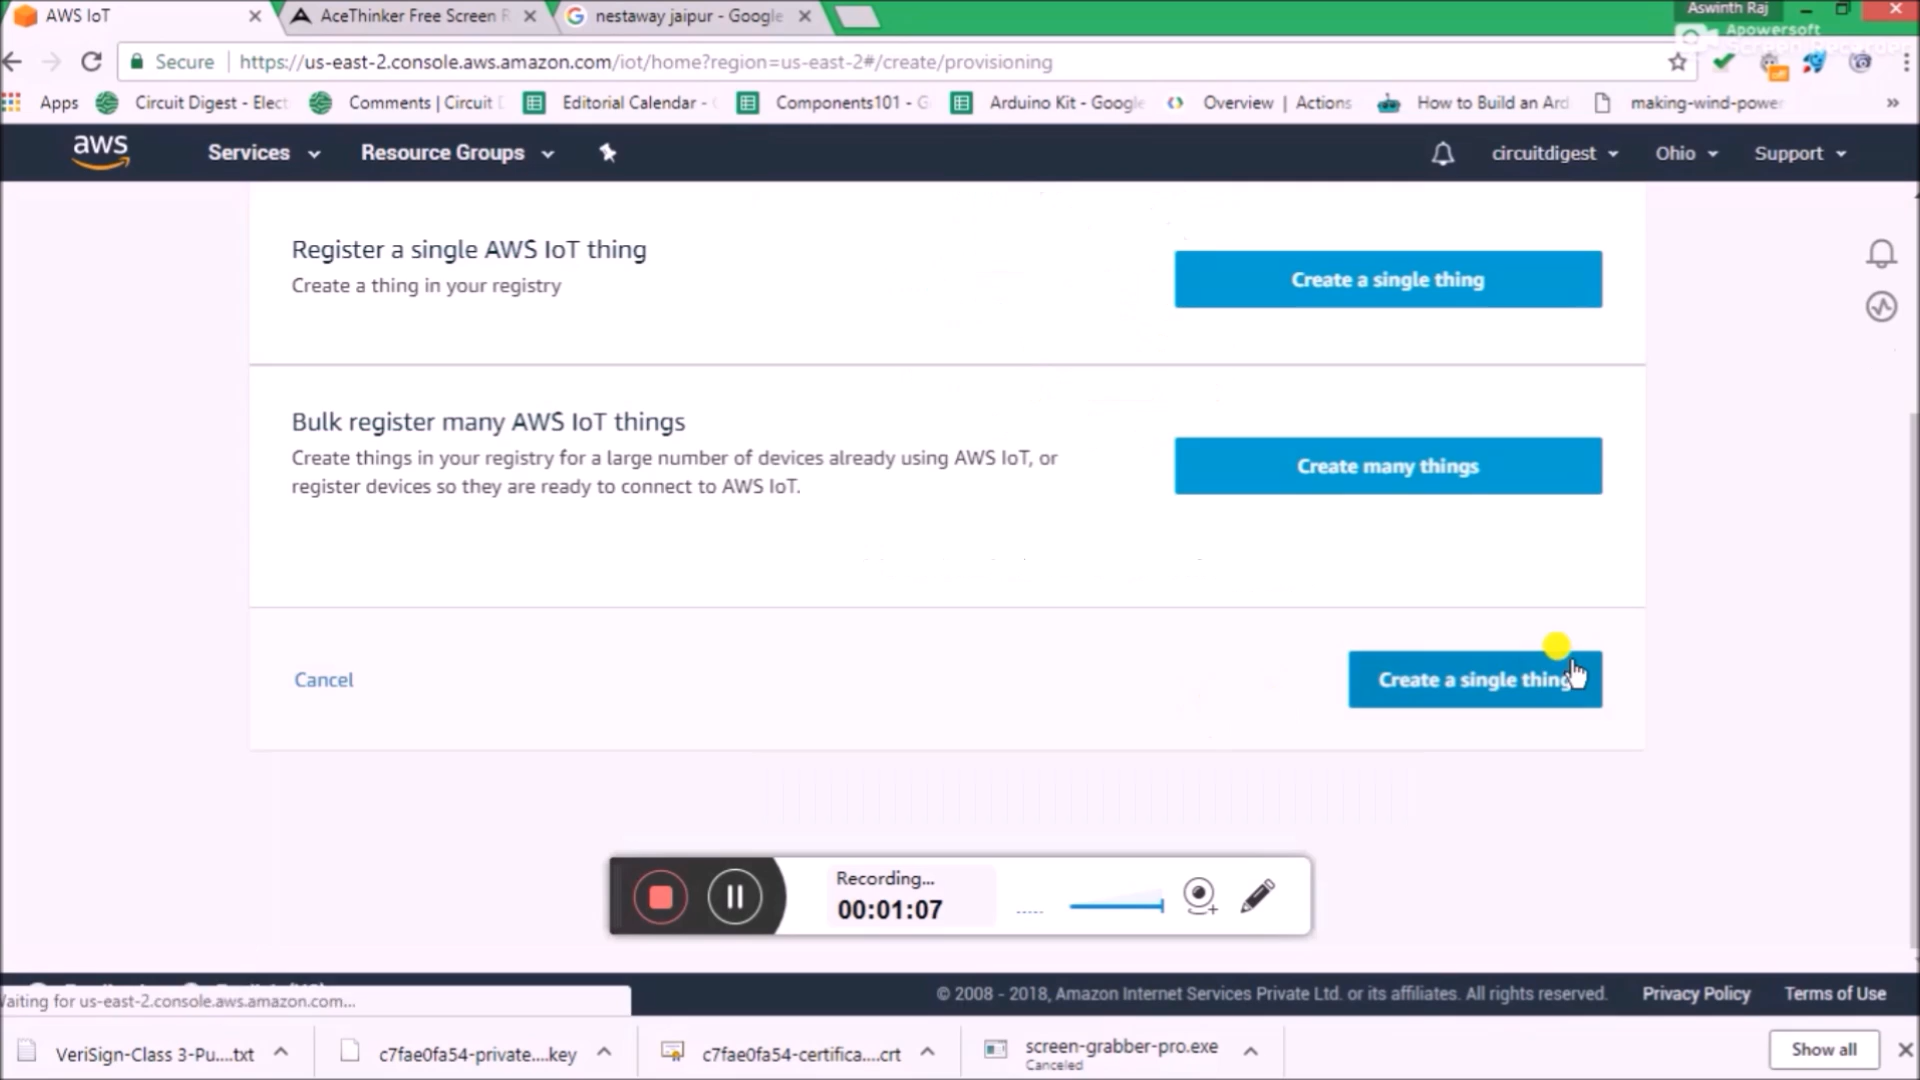 AWS IoT
AceThinker Free Screen R
nestaway jaipur - Google
Aswinth Raj
Apowersoft
Screen Recorder
Secure
https://us-east-2.console.aws.amazon.com/iot/home?region=us-east-2#/create/provisioning
Apps
Circuit Digest - Elect
Comments | Circuit
Editorial Calendar -
Components101 - G
Arduino Kit - Google
Overview | Actions
How to Build an Ard
making-wind-power
»
aws
Services
Resource Groups
circuitdigest
Ohio
Support
Register a single AWS IoT thing
Create a thing in your registry
Create a single thing
Bulk register many AWS IoT things
Create things in your registry for a large number of devices already using AWS IoT, or
register devices so they are ready to connect to AWS IoT.
Create many things
Cancel
Create a single thing
Recording...
00:01:07
Waiting for us-east-2.console.aws.amazon.com...
© 2008 - 2018, Amazon Internet Services Private Ltd. or its affiliates. All rights reserved.
Privacy Policy
Terms of Use
VeriSign-Class 3-Pu....txt
c7fae0fa54-private....key
c7fae0fa54-certifica....crt
screen-grabber-pro.exe
Canceled
Show all